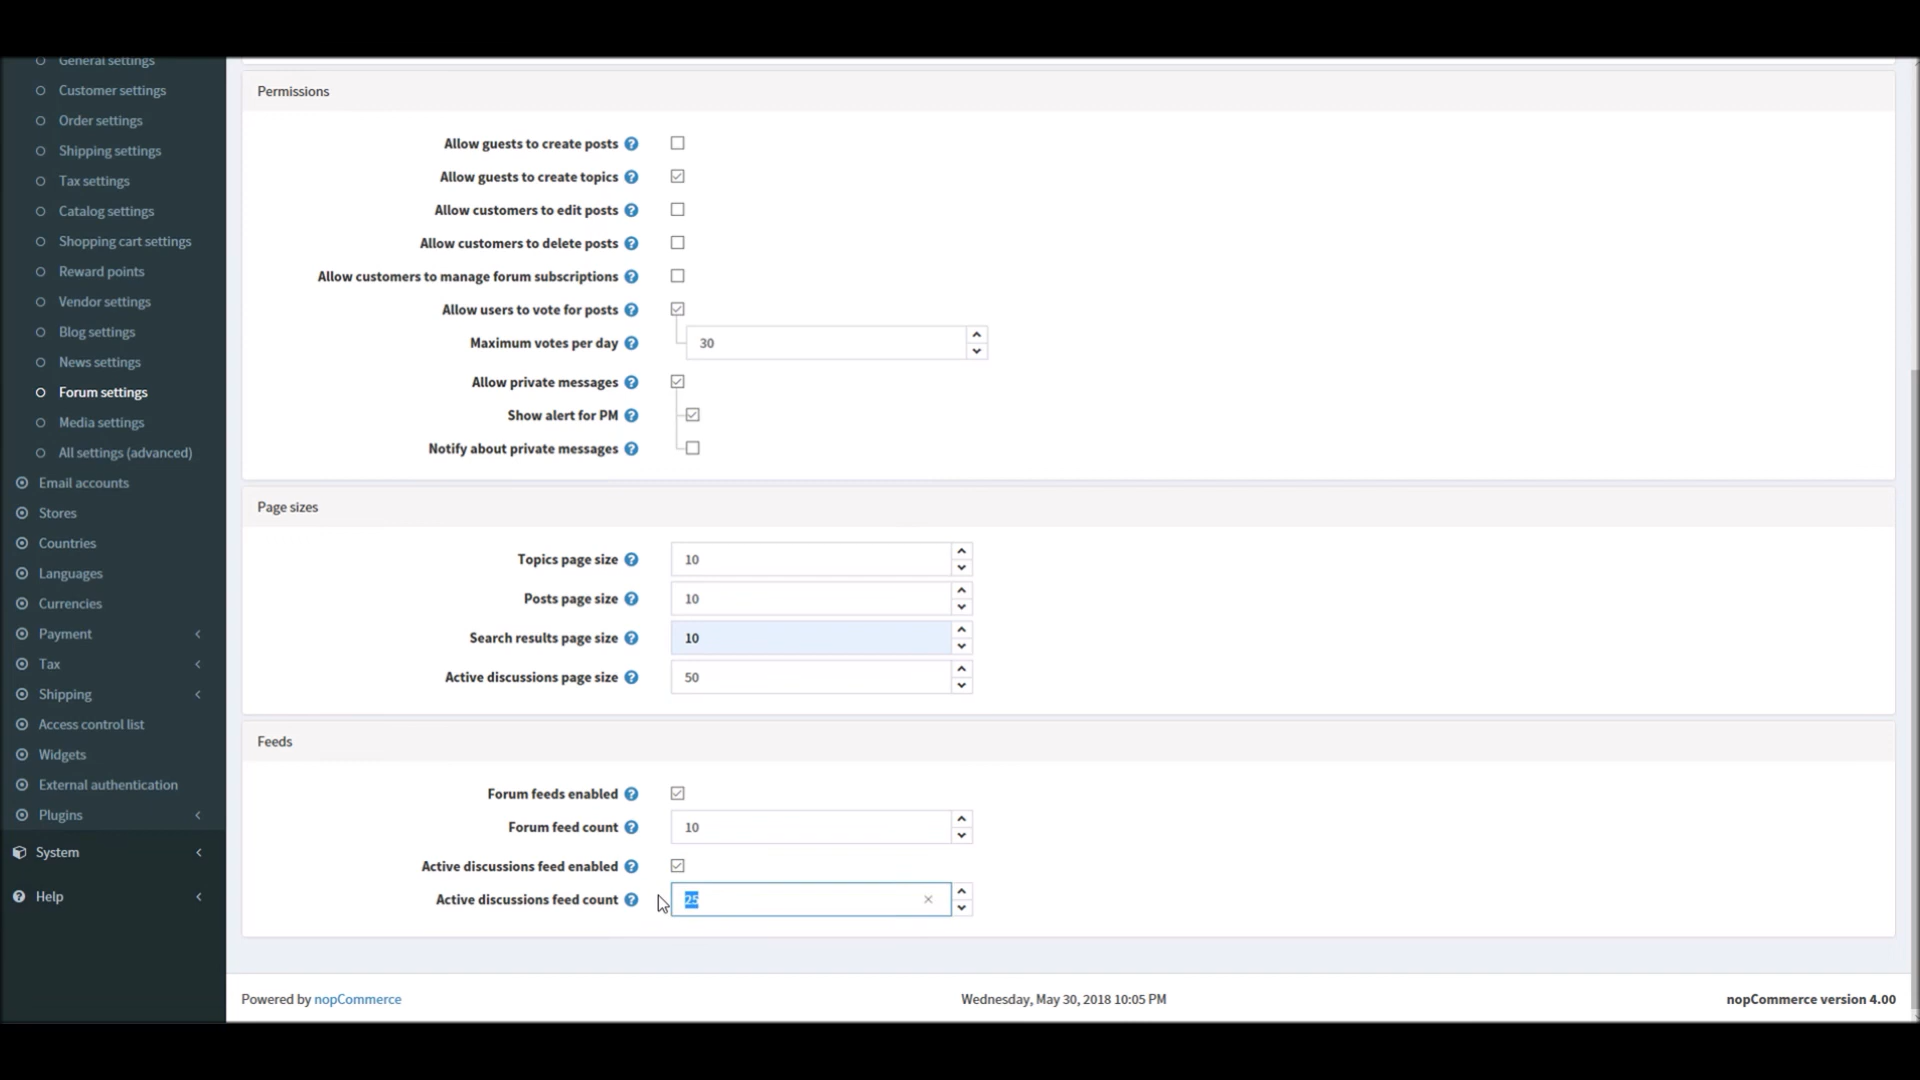 General settings
Customer settings
Order settings
Shipping settings
Tax settings
Catalog settings
Shopping cart settings
Reward points
Vendor settings
Blog settings
News settings
Forum settings
Media settings
All settings (advanced)
Email accounts
Stores
Countries
Languages
Currencies
Payment
Tax
Shipping
Access control list
Widgets
External authentication
Plugins
System
Help
Permissions
Allow guests to create posts
Allow guests to create topics
Allow customers to edit posts
Allow customers to delete posts
Allow customers to manage forum subscriptions
Allow users to vote for posts
Maximum votes per day 30
Allow private messages
Show alert for PM
Notify about private messages
Page sizes
Topics page size 10
Posts page size 10
Search results page size 10
Active discussions page size 50
Feeds
Forum feeds enabled
Forum feed count 10
Active discussions feed enabled
Active discussions feed count 25
Powered by nopCommerce Wednesday, May 30, 2018 10:05 PM nopCommerce version 4.00